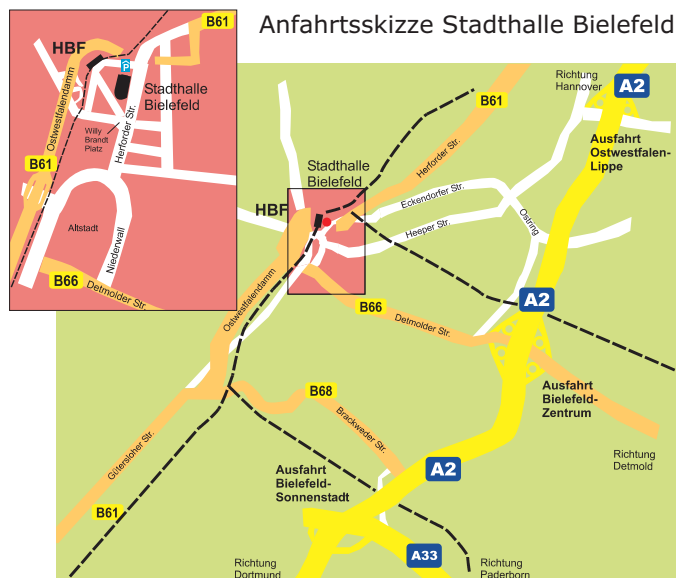 Anfahrtsskizze Stadthalle Bielefeld
B61
HBF
P
Stadthalle
Bielefeld
Ostwestfalendamm
Herforder Str.
Willy
Brandt
Platz
B61
Altstadt
Niederwall
B66
Detmolder Str.
Richtung
Hannover
A2
B61
Ausfahrt
Ostwestfalen-
Lippe
Herforder Str.
Stadthalle
Bielefeld
Eckendorfer Str.
HBF
Heeper Str.
Ostring
Ostwestfalendamm
A2
B66
Detmolder Str.
Ausfahrt
Bielefeld-
Zentrum
B68
Brackweder Str.
Gütersloher Str.
Richtung
Detmold
A2
Ausfahrt
Bielefeld-
Sonnenstadt
B61
A33
Richtung
Dortmund
Richtung
Paderborn